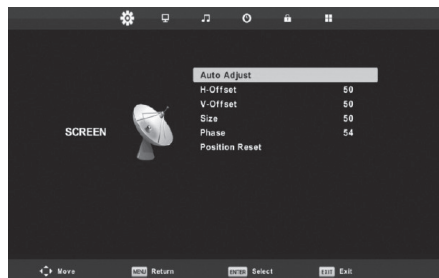 Auto Adjust
H-Offset 50
V-Offset 50
SCREEN
Size 50
Phase 54
Position Reset
Move MENU Return ENTER Select EXIT Exit